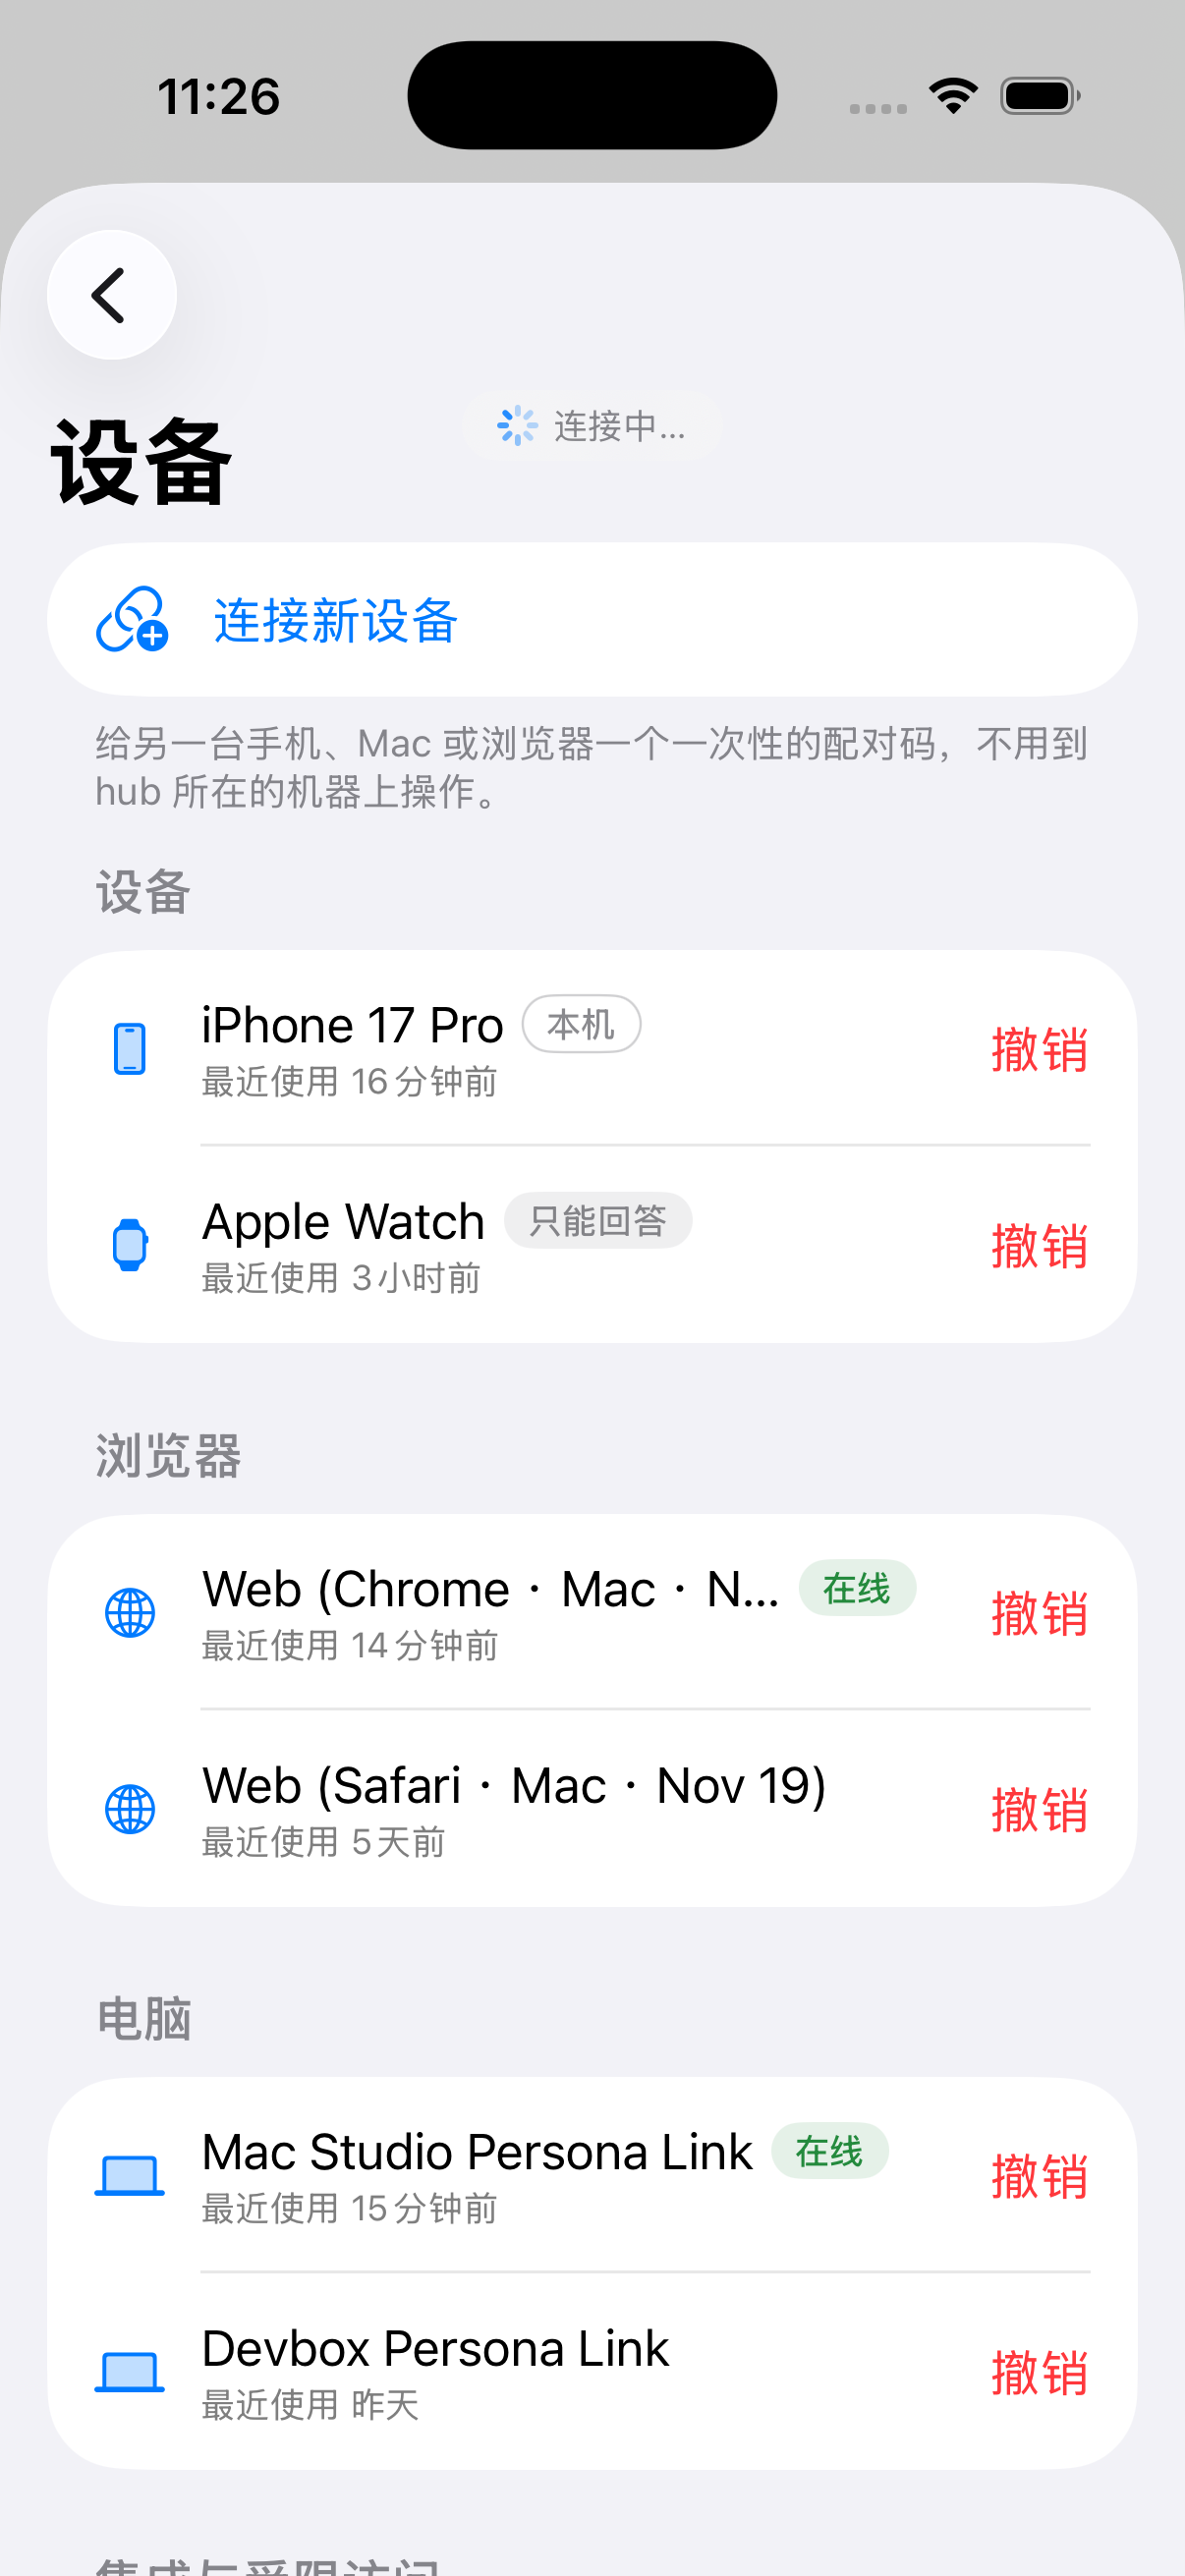 11:26
连接中...
设备
连接新设备
给另一台手机、Mac 或浏览器一个一次性的配对码，不用到
hub 所在的机器上操作。
设备
iPhone 17 Pro 本机
最近使用 16 分钟前
撤销
Apple Watch 只能回答
最近使用 3 小时前
撤销
浏览器
Web (Chrome · Mac · N... 在线
最近使用 14 分钟前
撤销
Web (Safari · Mac · Nov 19)
最近使用 5 天前
撤销
电脑
Mac Studio Persona Link 在线
最近使用 15 分钟前
撤销
Devbox Persona Link
最近使用 昨天
撤销
集成与受限访问